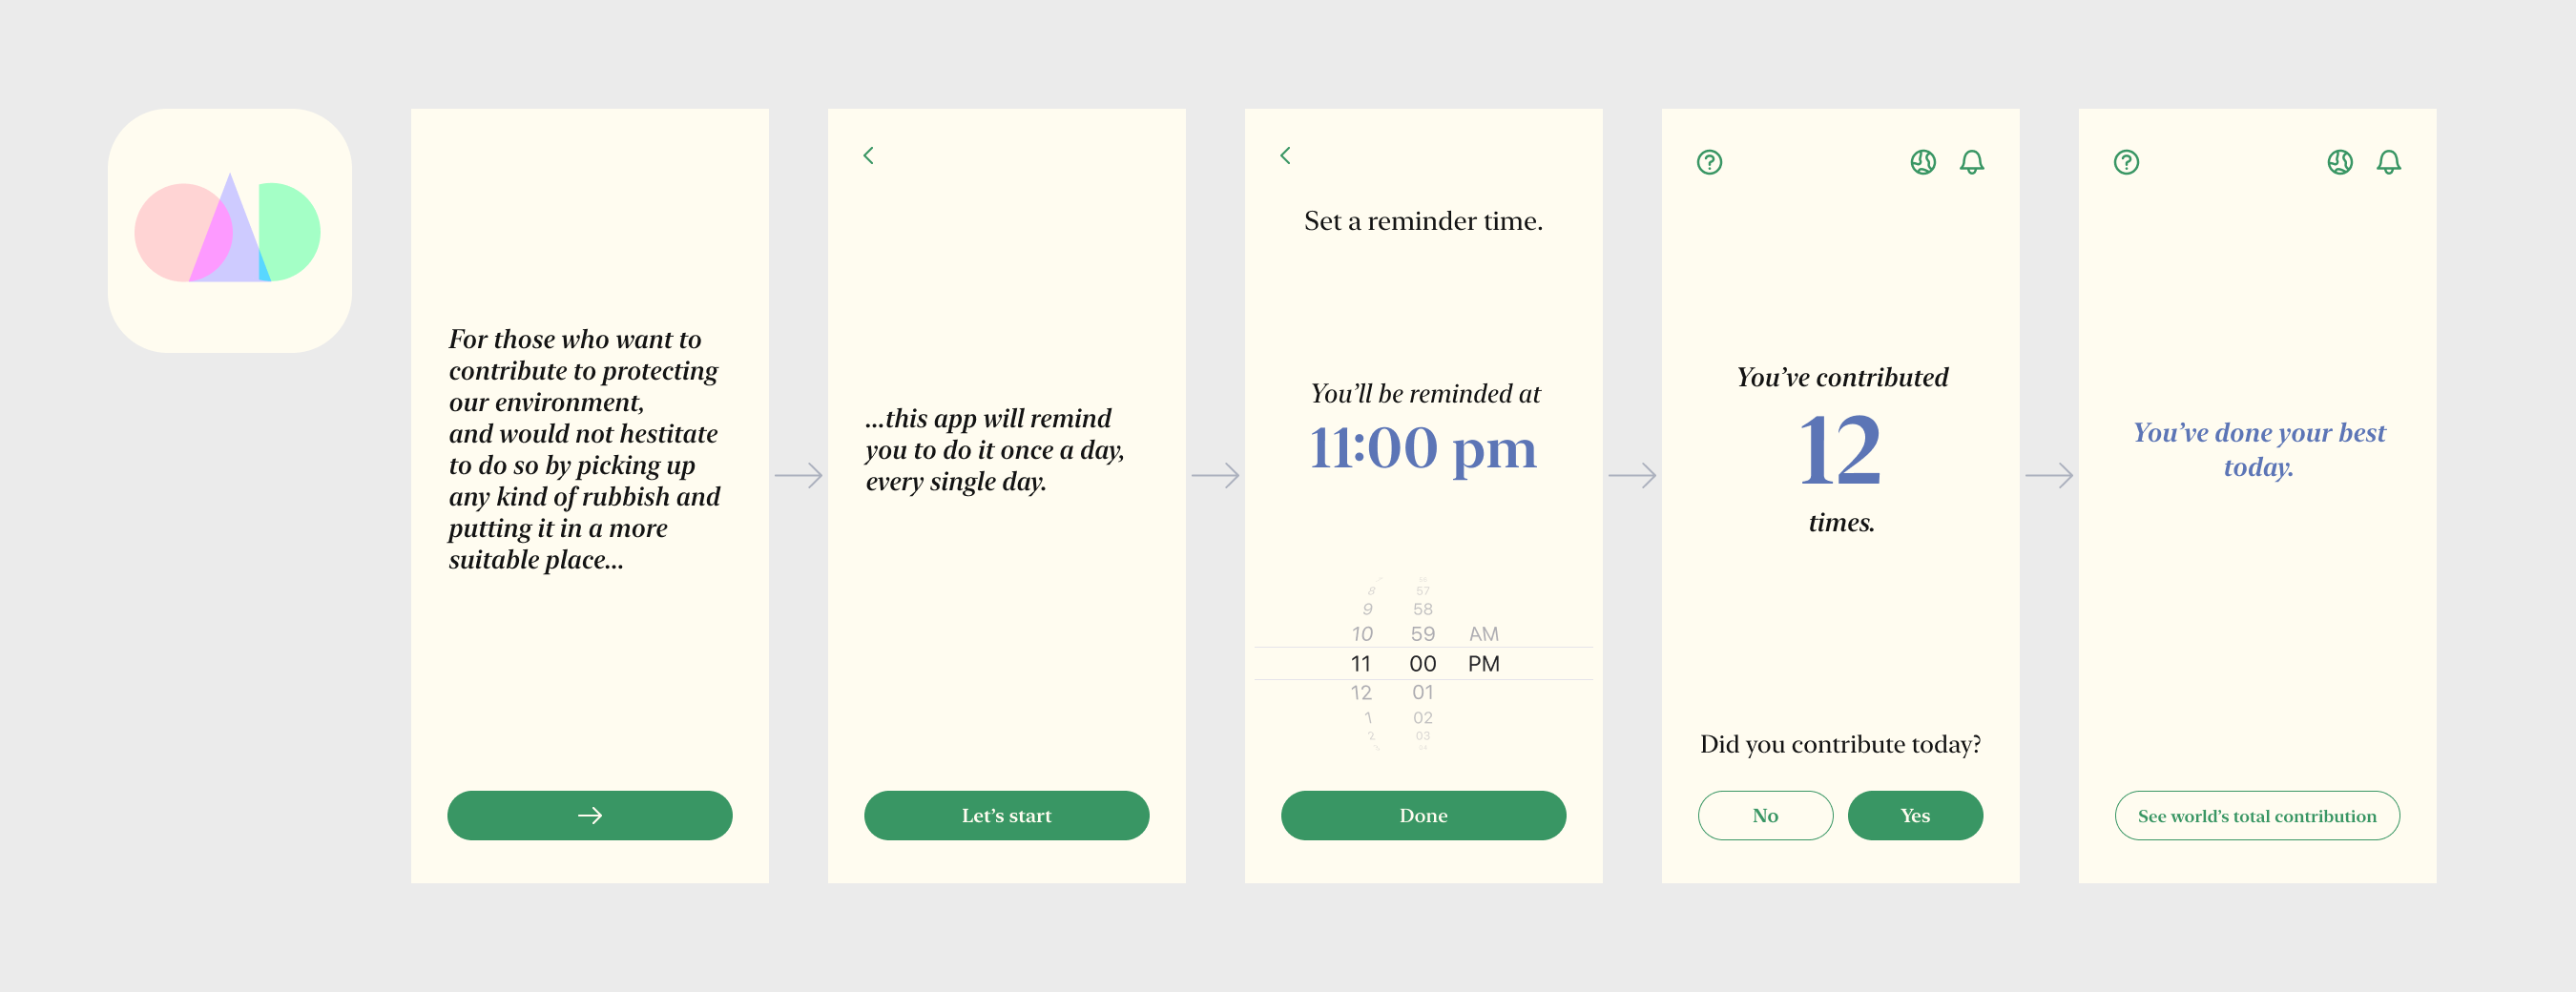 For those who want to
contribute to protecting
our environment,
and would not hestitate
to do so by picking up
any kind of rubbish and
putting it in a more
suitable place...
...this app will remind
you to do it once a day,
every single day.
Let's start
Set a reminder time.
You'll be reminded at
11:00 pm
8 57
9 58
10 59 AM
11 00 PM
12 01
1 02
2 03
Done
?
You've contributed
12
times.
Did you contribute today?
No Yes
?
You've done your best
today.
See world's total contribution